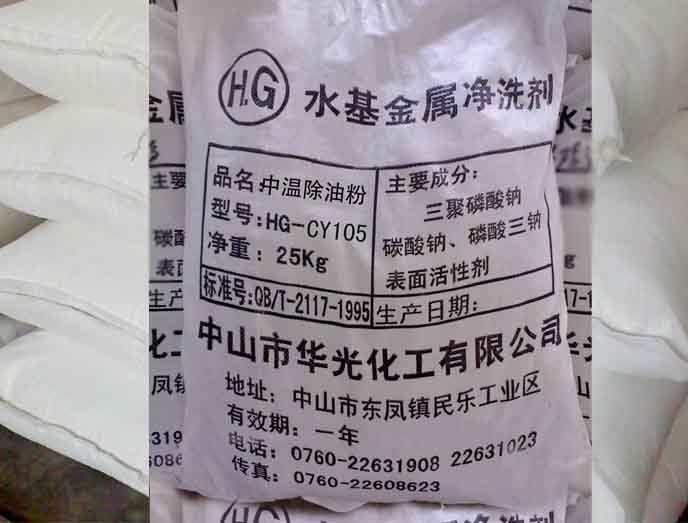 H.G 水基金属净洗剂
品名:中温除油粉
型号:HG-CY105
净重:25Kg
标准号:QB/T-2117-1995
主要成分:
三聚磷酸钠
碳酸钠、磷酸三钠
表面活性剂
生产日期:
中山市华光化工有限公司
地址:中山市东凤镇民乐工业区
有效期:一年
电话:0760-22631908 22631023
传真:0760-22608623